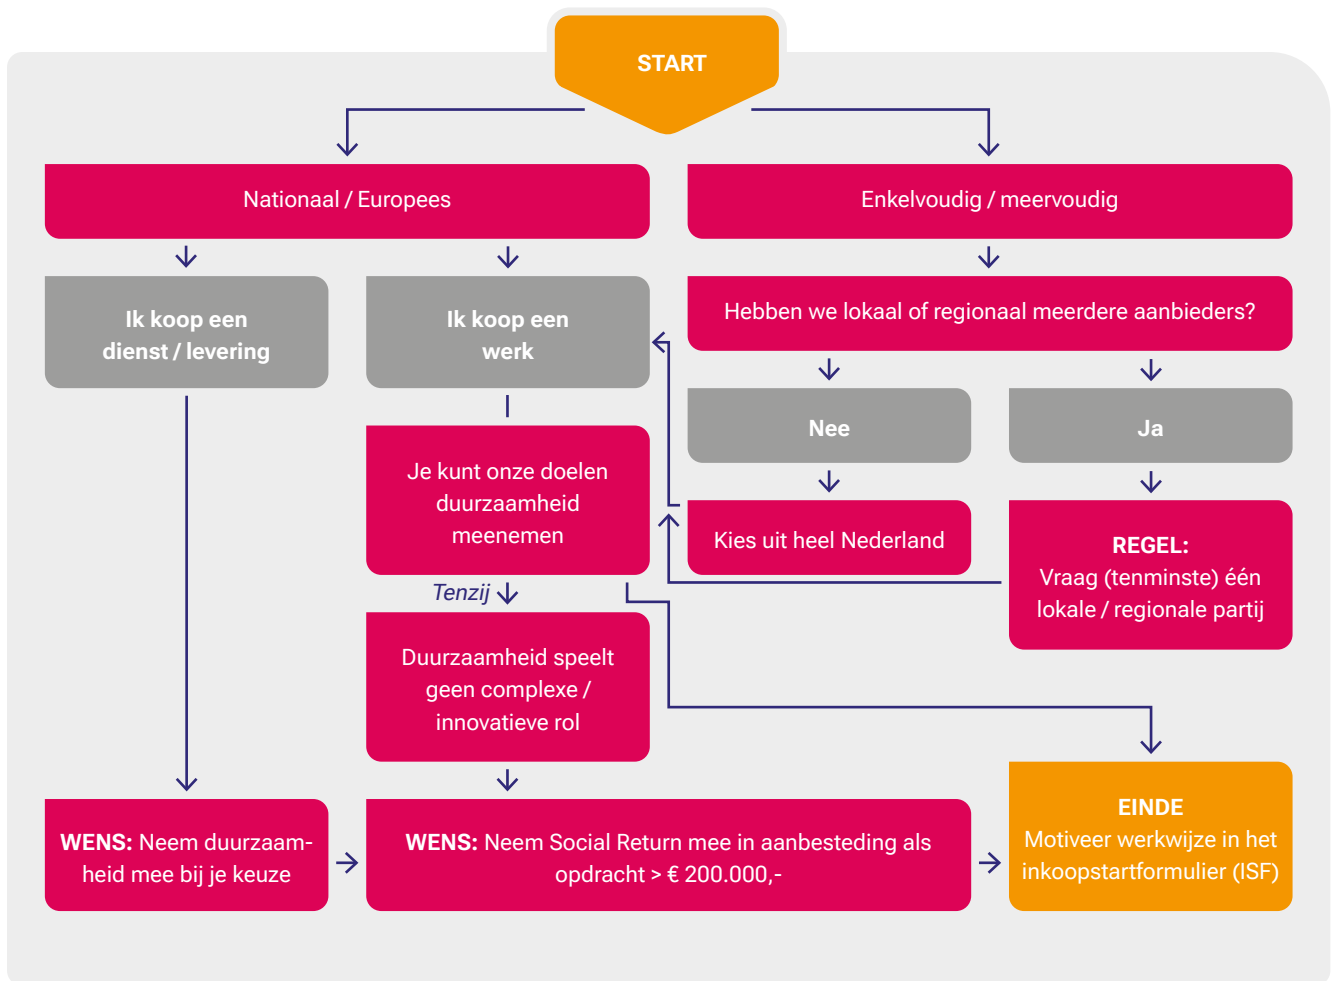 START
Nationaal / Europees
Enkelvoudig / meervoudig
Ik koop een
dienst / levering
Ik koop een
werk
Hebben we lokaal of regionaal meerdere aanbieders?
Nee
Ja
Je kunt onze doelen
duurzaamheid
meenemen
Kies uit heel Nederland
REGEL:
Vraag (tenminste) één
lokale / regionale partij
Tenzij
Duurzaamheid speelt
geen complexe /
innovatieve rol
WENS: Neem duurzaam-
heid mee bij je keuze
WENS: Neem Social Return mee in aanbesteding als
opdracht > € 200.000,-
EINDE
Motiveer werkwijze in het
inkoopstartformulier (ISF)